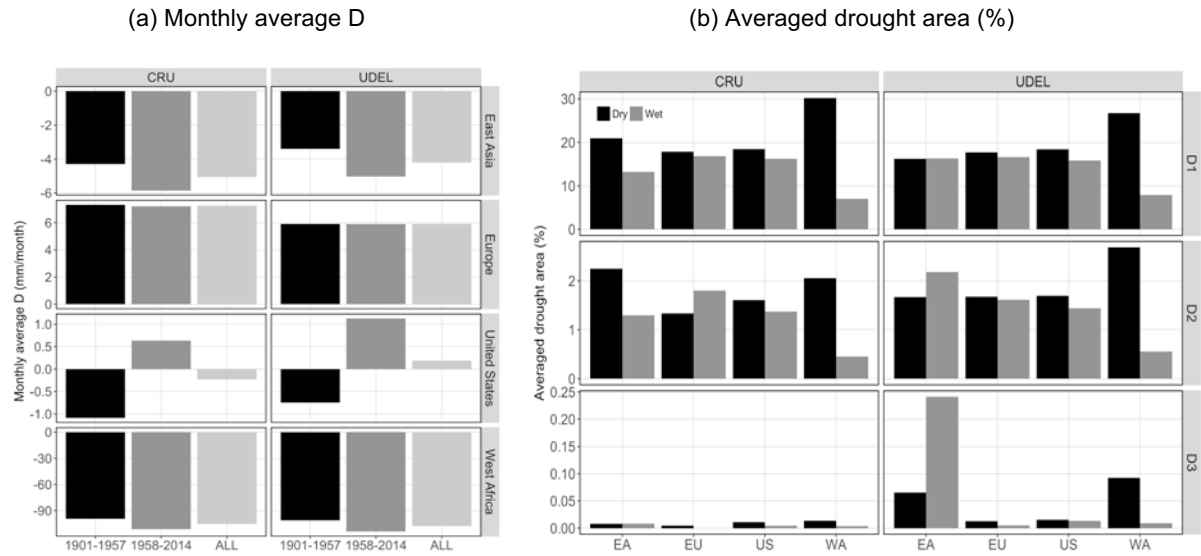 (a) Monthly average D
(b) Averaged drought area (%)
CRU
UDEL
Monthly average D (mm/month)
0
-2
-4
-6
East Asia
6
4
2
0
Europe
1.0
0.5
0.0
-0.5
-1.0
United States
0
-30
-60
-90
West Africa
1901-1957 1958-2014 ALL
1901-1957 1958-2014 ALL
CRU
UDEL
Averaged drought area (%)
Dry Wet
30
20
10
0
D1
2
1
0
D2
0.25
0.20
0.15
0.10
0.05
0.00
D3
EA EU US WA
EA EU US WA